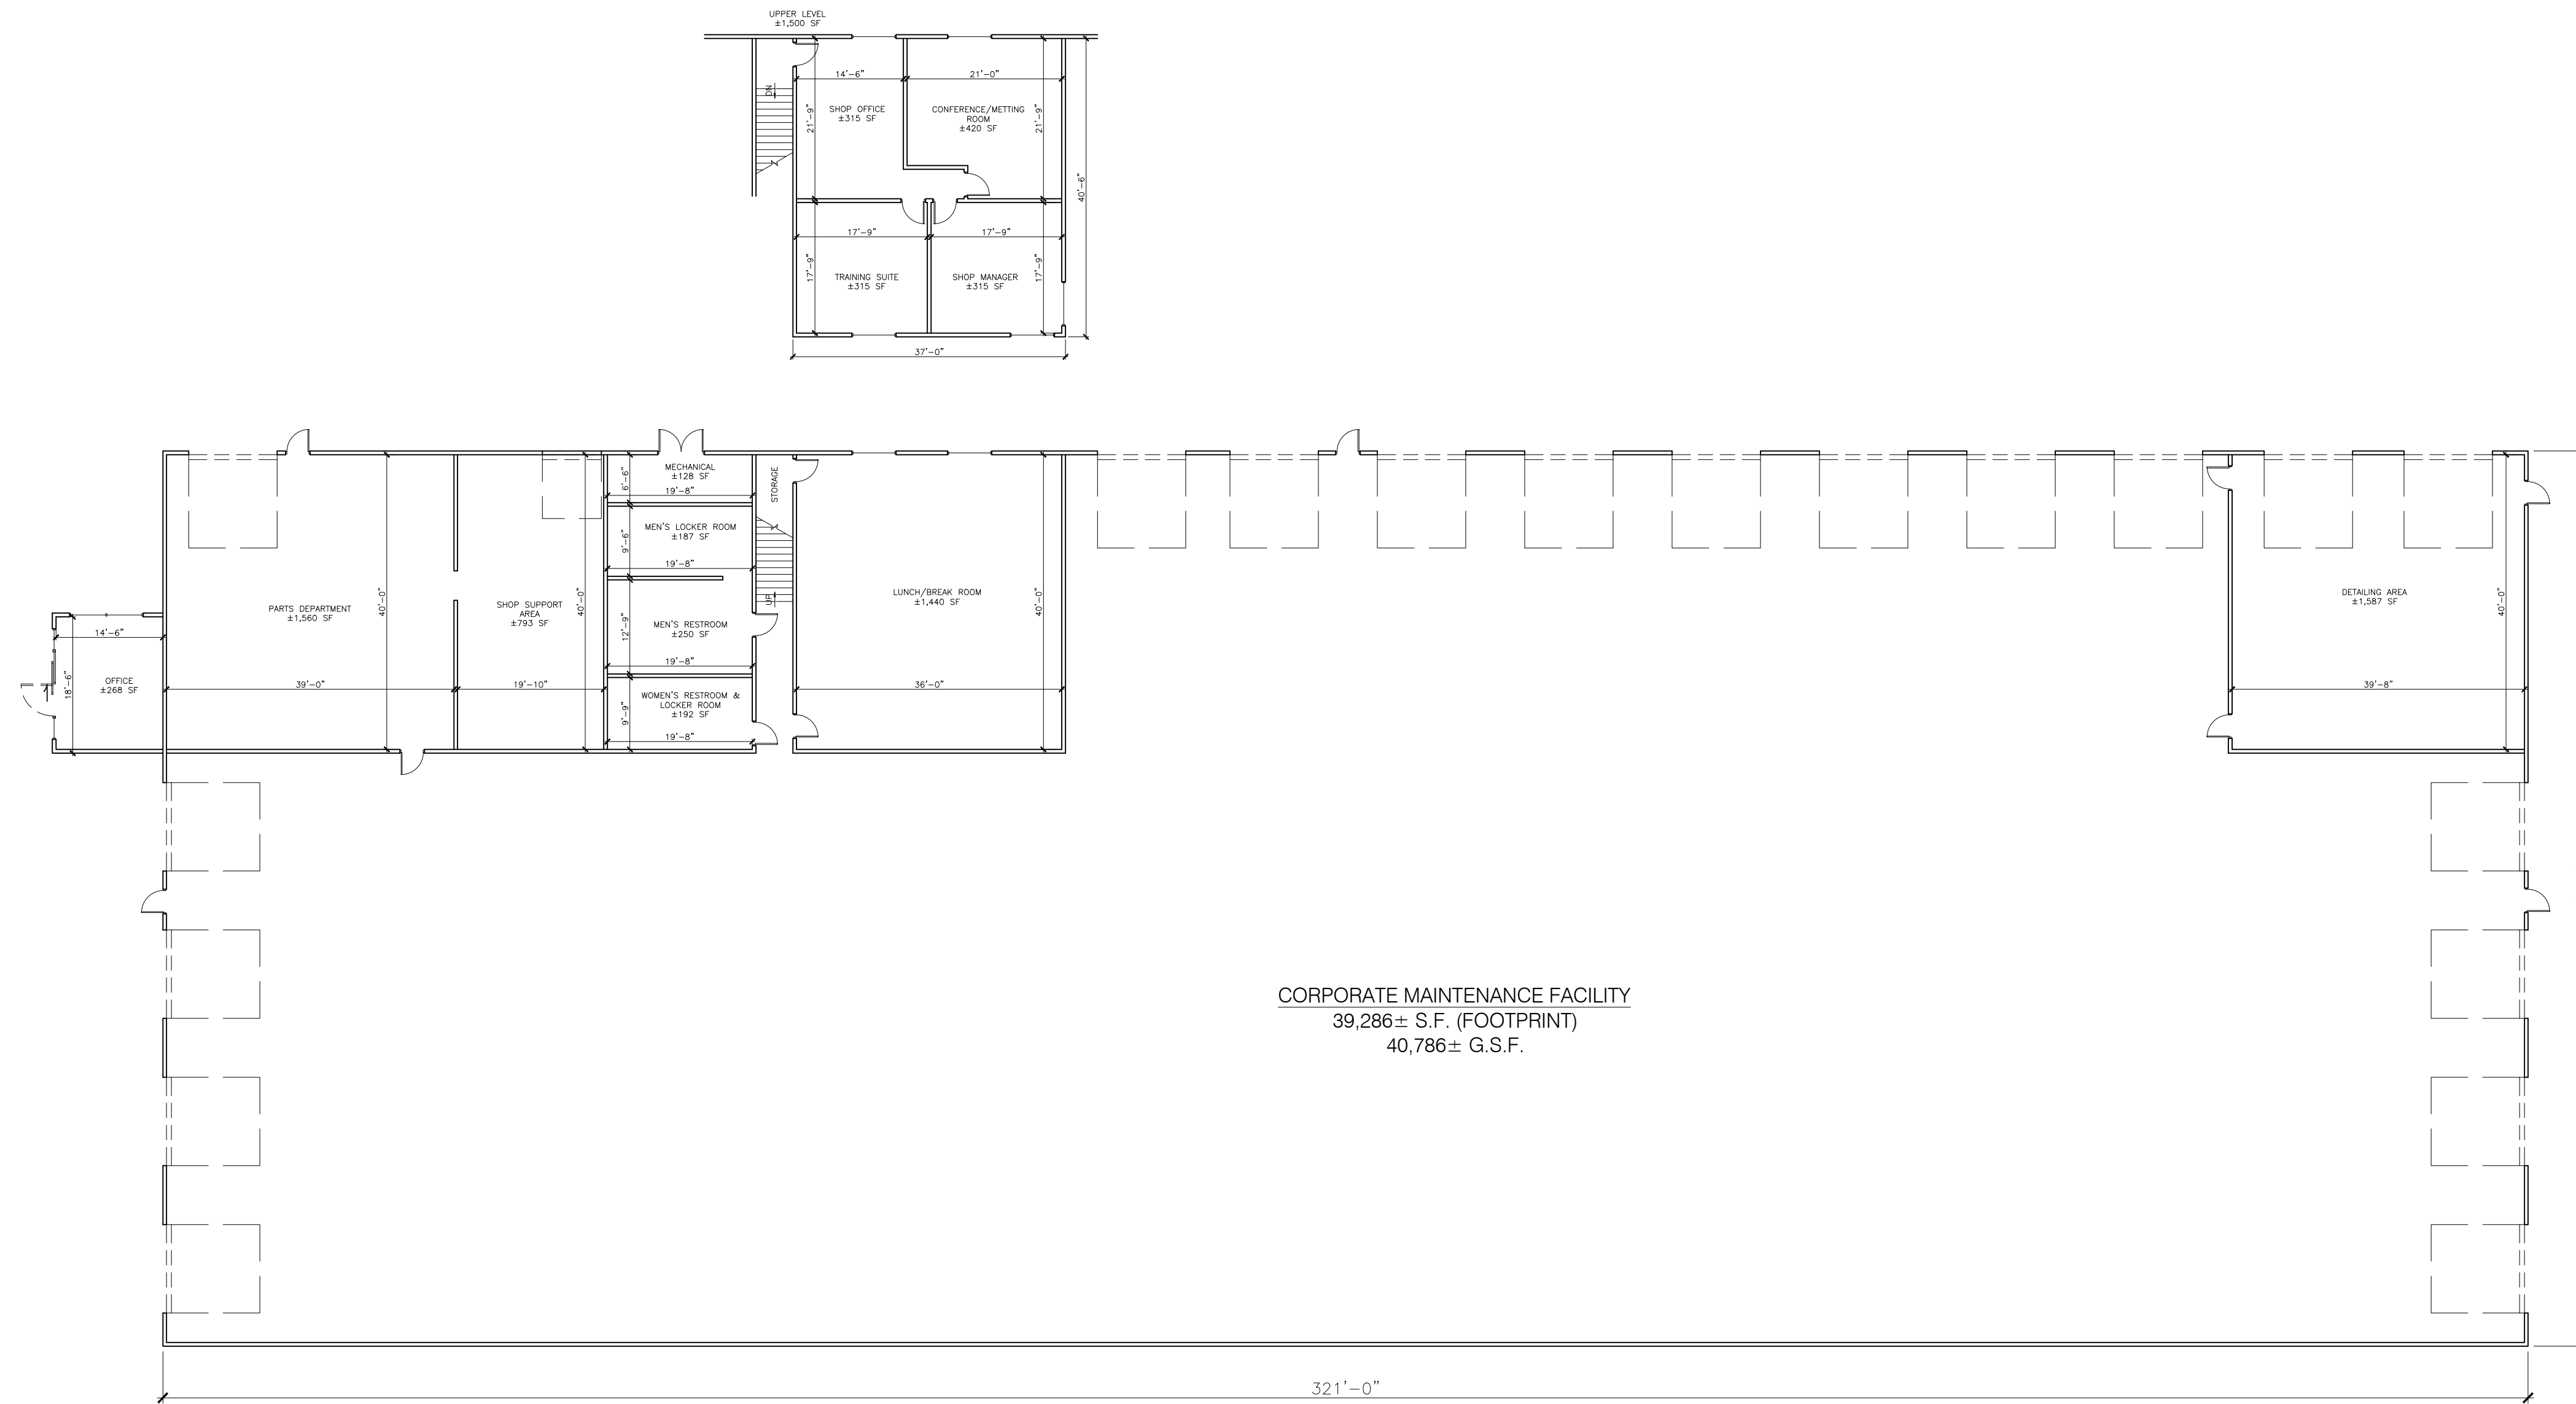 UPPER LEVEL
±1,500 SF
14'-6"
21'-0"
DN
21'-9"
SHOP OFFICE
±315 SF
CONFERENCE/METTING
ROOM
±420 SF
21'-9"
40'-6"
17'-9"
17'-9"
17'-9"
TRAINING SUITE
±315 SF
SHOP MANAGER
±315 SF
17'-9"
37'-0"
MECHANICAL
±128 SF
6'-6"
19'-8"
STORAGE
MEN'S LOCKER ROOM
±187 SF
9'-6"
19'-8"
UP
PARTS DEPARTMENT
±1,560 SF
40'-0"
SHOP SUPPORT
AREA
±793 SF
40'-0"
MEN'S RESTROOM
±250 SF
12'-9"
19'-8"
LUNCH/BREAK ROOM
±1,440 SF
40'-0"
DETAILING AREA
±1,587 SF
40'-0"
14'-6"
OFFICE
±268 SF
18'-6"
39'-0"
19'-10"
WOMEN'S RESTROOM &
LOCKER ROOM
±192 SF
9'-9"
19'-8"
36'-0"
39'-8"
CORPORATE MAINTENANCE FACILITY
39,286± S.F. (FOOTPRINT)
40,786± G.S.F.
321'-0"